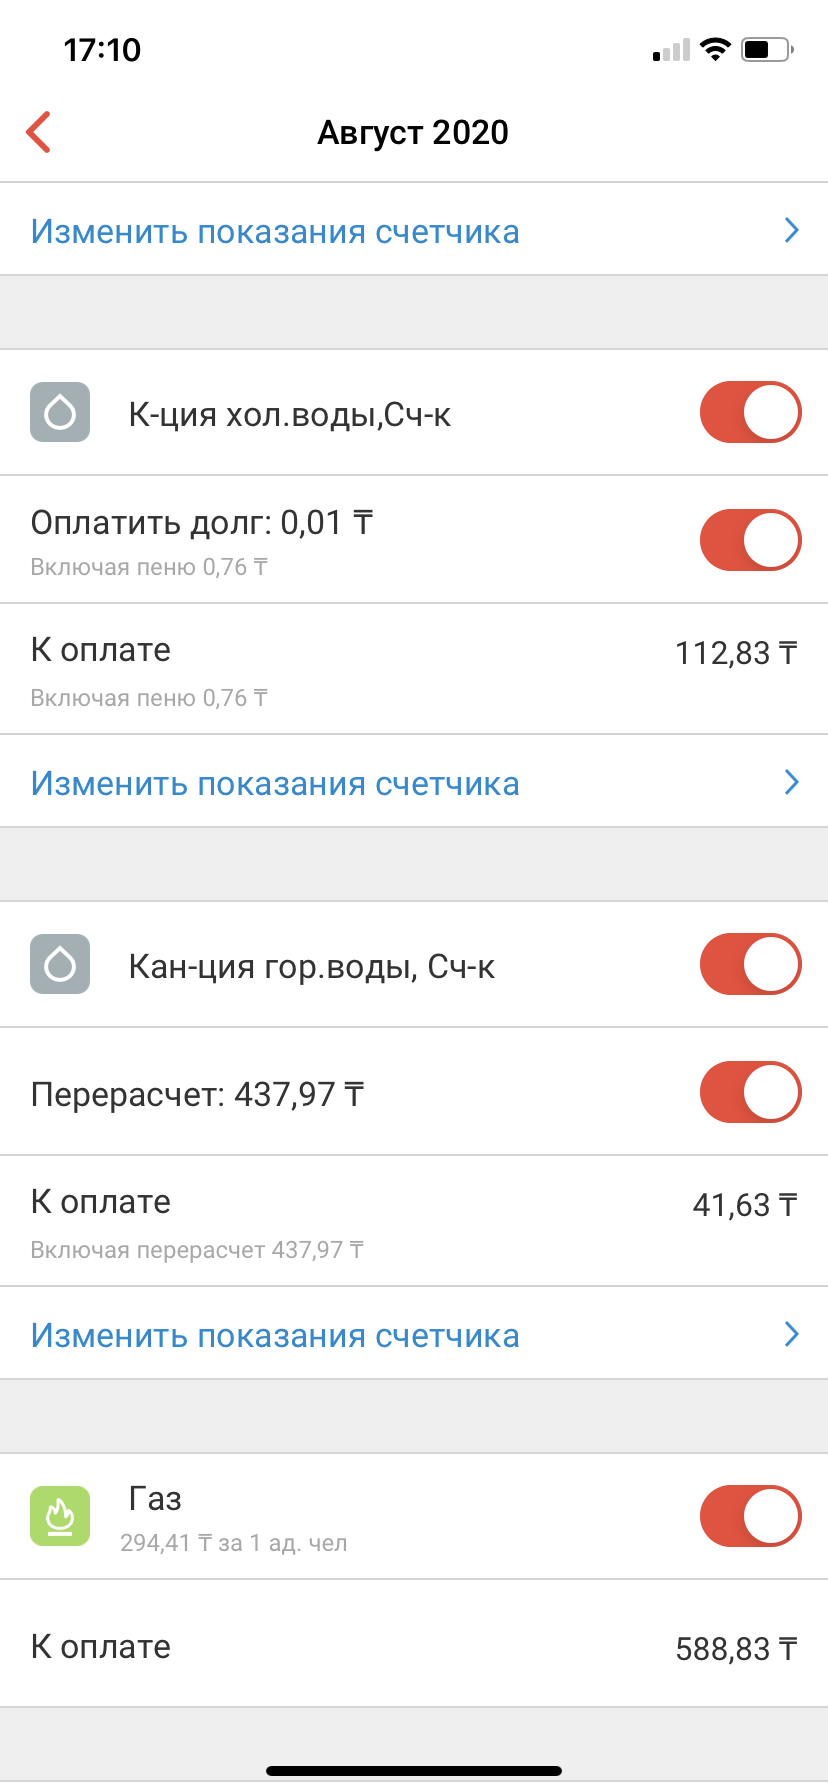 17:10
Август 2020
Изменить показания счетчика
К-ция хол.воды,Сч-к
Оплатить долг: 0,01 ₸
Включая пеню 0,76 ₸
К оплате
112,83 ₸
Включая пеню 0,76 ₸
Изменить показания счетчика
Кан-ция гор.воды, Сч-к
Перерасчет: 437,97 ₸
К оплате
41,63 ₸
Включая перерасчет 437,97 ₸
Изменить показания счетчика
Газ
294,41 ₸ за 1 ад. чел
К оплате
588,83 ₸